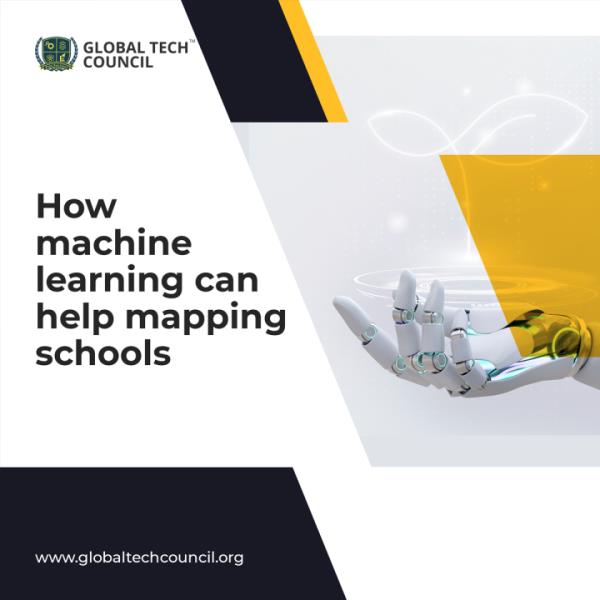 GLOBAL TECH™
COUNCIL
How
machine
learning can
help mapping
schools
www.globaltechcouncil.org